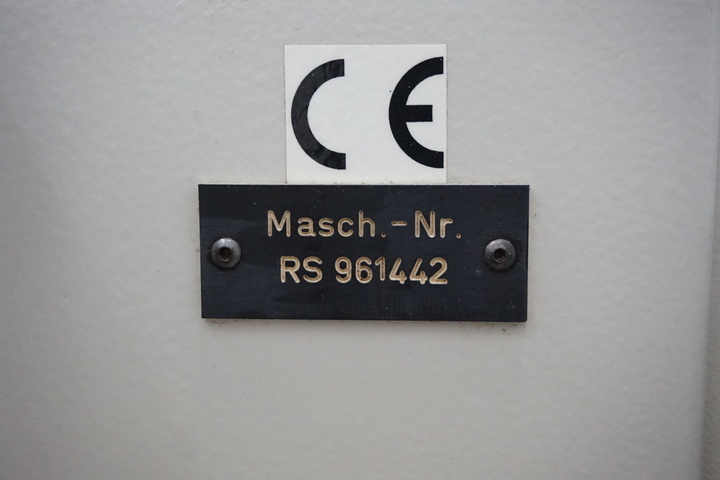 CE
Masch.-Nr.
RS 961442